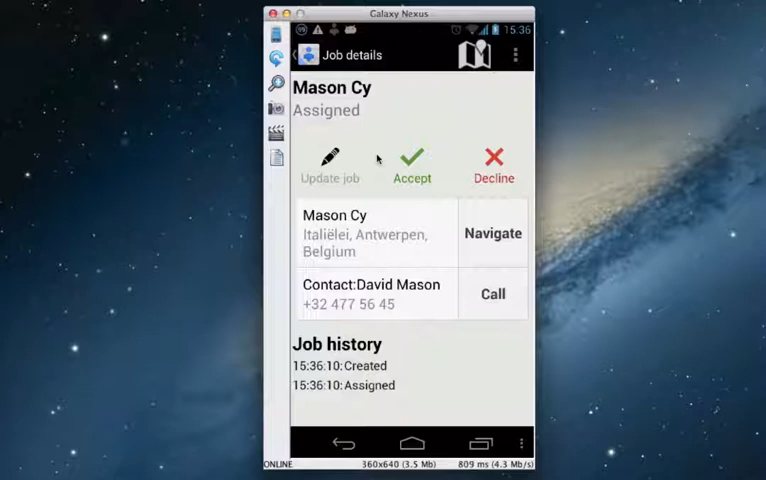 Galaxy Nexus
15.36
Job details
Mason Cy
Assigned
Update job
Accept
Decline
Mason Cy
Italiëlei, Antwerpen,
Belgium
Navigate
Contact:David Mason
+32 477 56 45
Call
Job history
15:36:10:Created
15:36:10:Assigned
ONLINE
360x640 (3.5 Mb)
809 ms (4.3 Mb/s)